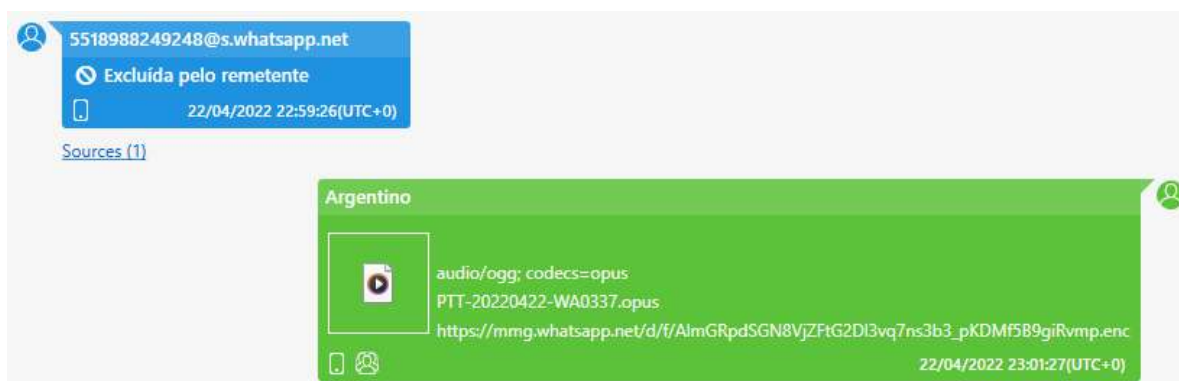 5518988249248@s.whatsapp.net
Excluída pelo remetente
22/04/2022 22:59:26(UTC+0)
Sources (1)
Argentino
audio/ogg; codecs=opus
PTT-20220422-WA0337.opus
https://mmg.whatsapp.net/d/f/AlmGRpdSGN8VjZFtG2DI3vq7ns3b3_pKDMf5B9giRvmp.enc
22/04/2022 23:01:27(UTC+0)